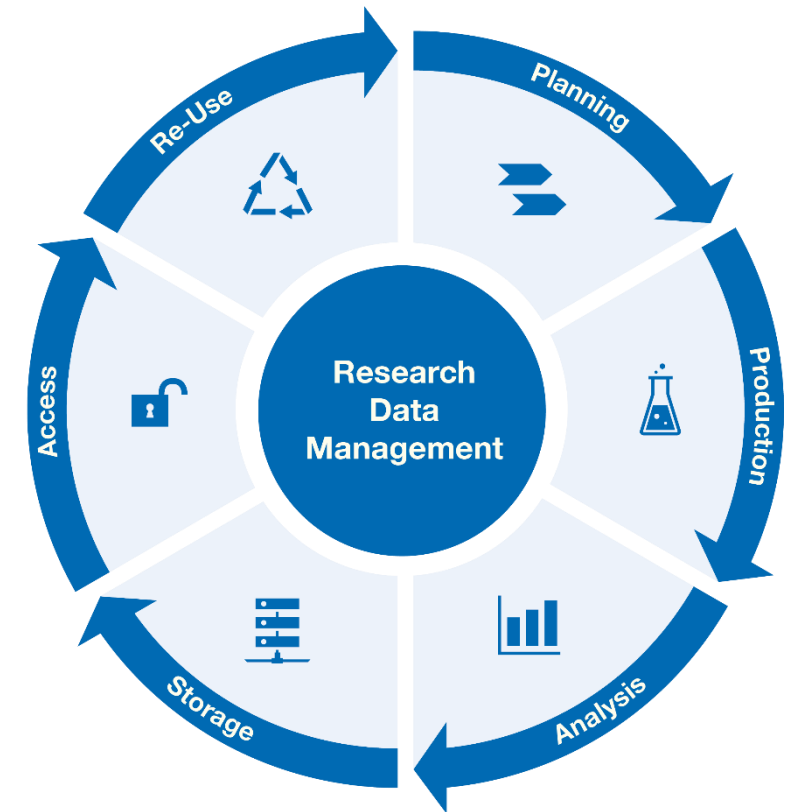 Research
Data
Management
Planning
Production
Analysis
Storage
Access
Re-Use